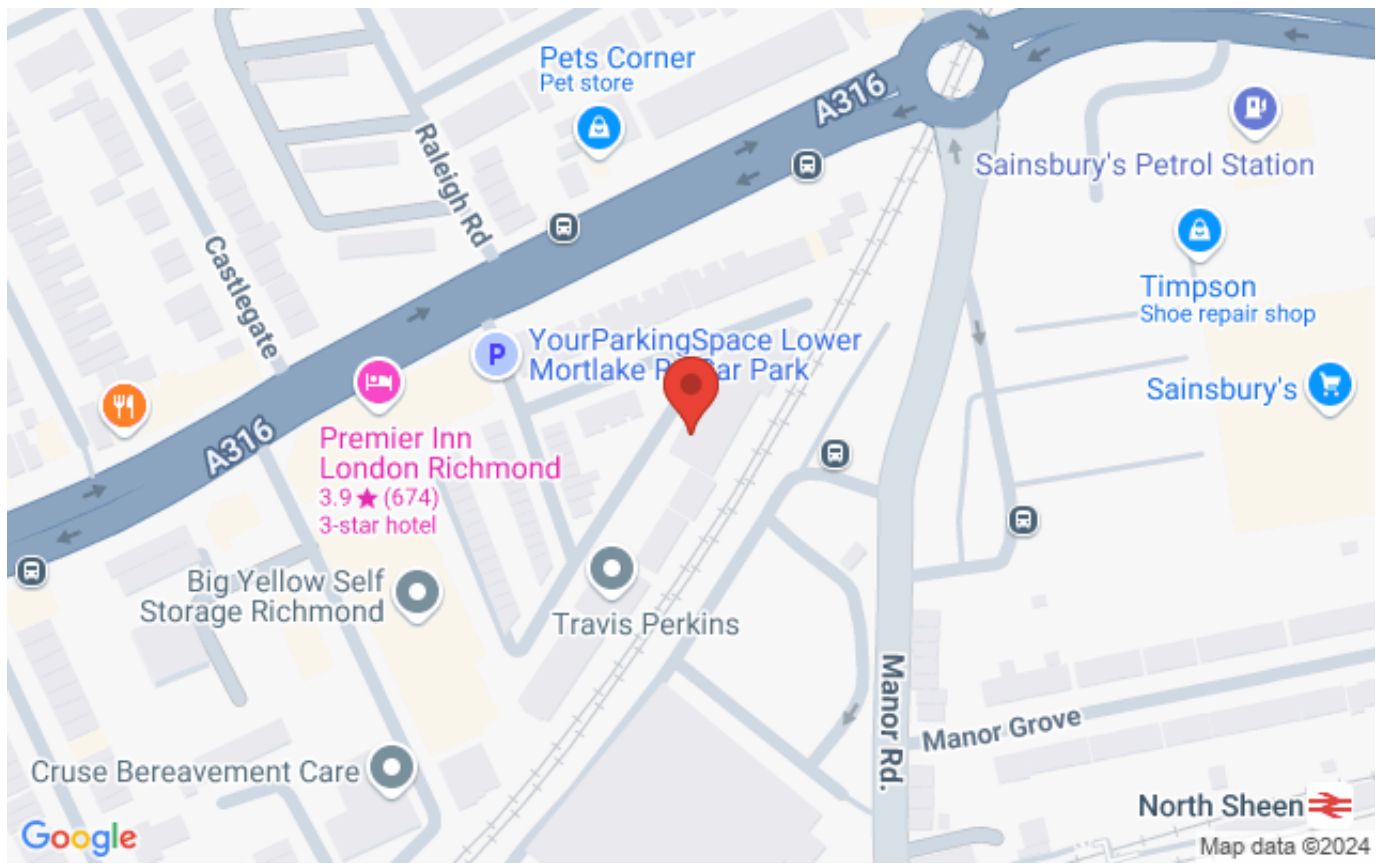 Pets Corner
Pet store
A316
Raleigh Rd
Sainsbury's Petrol Station
Castlegate
Timpson
Shoe repair shop
YourParkingSpace Lower
Mortlake Car Park
Sainsbury's
A316
Premier Inn
London Richmond
3.9★(674)
3-star hotel
Big Yellow Self
Storage Richmond
Travis Perkins
Manor Rd.
Manor Grove
Cruse Bereavement Care
North Sheen
Google
Map data ©2024